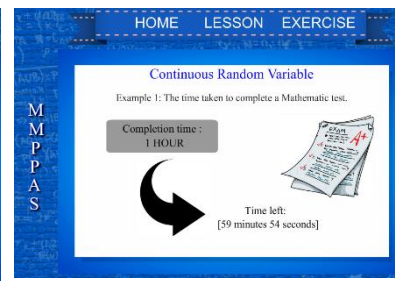 HOME LESSON EXERCISE
M
M
P
P
A
S
Continuous Random Variable
Example 1: The time taken to complete a Mathematic test.
Completion time :
1 HOUR
EXAM
A+
Time left:
[59 minutes 54 seconds]